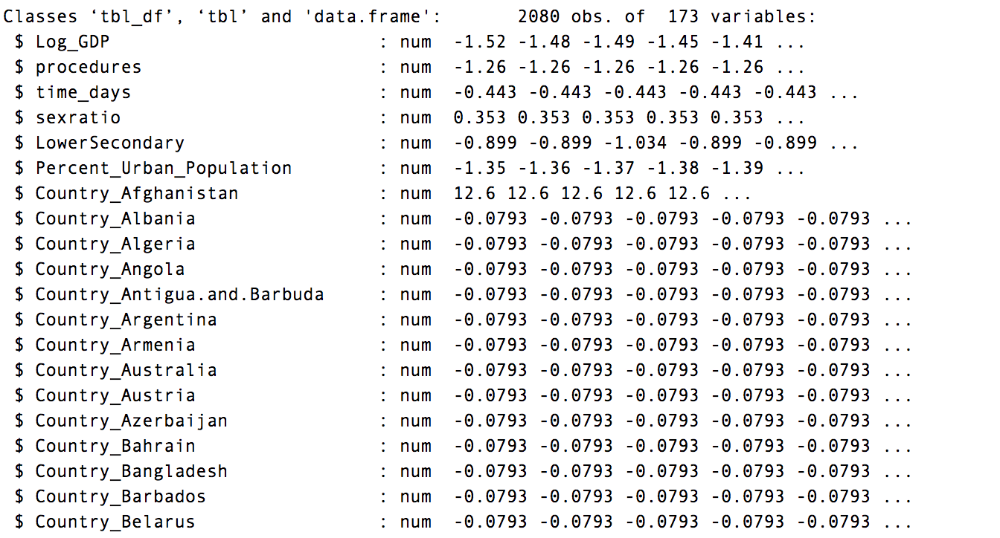 Classes ‘tbl_df’, ‘tbl’ and 'data.frame':	2080 obs. of  173 variables:
 $ Log_GDP                         : num  -1.52 -1.48 -1.49 -1.45 -1.41 ...
 $ procedures                      : num  -1.26 -1.26 -1.26 -1.26 -1.26 ...
 $ time_days                       : num  -0.443 -0.443 -0.443 -0.443 -0.443 ...
 $ sexratio                        : num  0.353 0.353 0.353 0.353 0.353 ...
 $ LowerSecondary                  : num  -0.899 -0.899 -1.034 -0.899 -0.899 ...
 $ Percent_Urban_Population        : num  -1.35 -1.36 -1.37 -1.38 -1.39 ...
 $ Country_Afghanistan             : num  12.6 12.6 12.6 12.6 12.6 ...
 $ Country_Albania                 : num  -0.0793 -0.0793 -0.0793 -0.0793 -0.0793 ...
 $ Country_Algeria                 : num  -0.0793 -0.0793 -0.0793 -0.0793 -0.0793 ...
 $ Country_Angola                  : num  -0.0793 -0.0793 -0.0793 -0.0793 -0.0793 ...
 $ Country_Antigua.and.Barbuda     : num  -0.0793 -0.0793 -0.0793 -0.0793 -0.0793 ...
 $ Country_Argentina               : num  -0.0793 -0.0793 -0.0793 -0.0793 -0.0793 ...
 $ Country_Armenia                 : num  -0.0793 -0.0793 -0.0793 -0.0793 -0.0793 ...
 $ Country_Australia               : num  -0.0793 -0.0793 -0.0793 -0.0793 -0.0793 ...
 $ Country_Austria                 : num  -0.0793 -0.0793 -0.0793 -0.0793 -0.0793 ...
 $ Country_Azerbaijan              : num  -0.0793 -0.0793 -0.0793 -0.0793 -0.0793 ...
 $ Country_Bahrain                 : num  -0.0793 -0.0793 -0.0793 -0.0793 -0.0793 ...
 $ Country_Bangladesh              : num  -0.0793 -0.0793 -0.0793 -0.0793 -0.0793 ...
 $ Country_Barbados                : num  -0.0793 -0.0793 -0.0793 -0.0793 -0.0793 ...
 $ Country_Belarus                 : num  -0.0793 -0.0793 -0.0793 -0.0793 -0.0793 ...